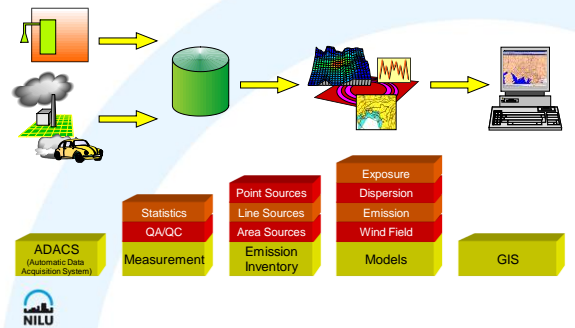 ADACS
(Automatic Data
Acquisition System)
Statistics
QA/QC
Measurement
Point Sources
Line Sources
Area Sources
Emission
Inventory
Exposure
Dispersion
Emission
Wind Field
Models
GIS
NILU